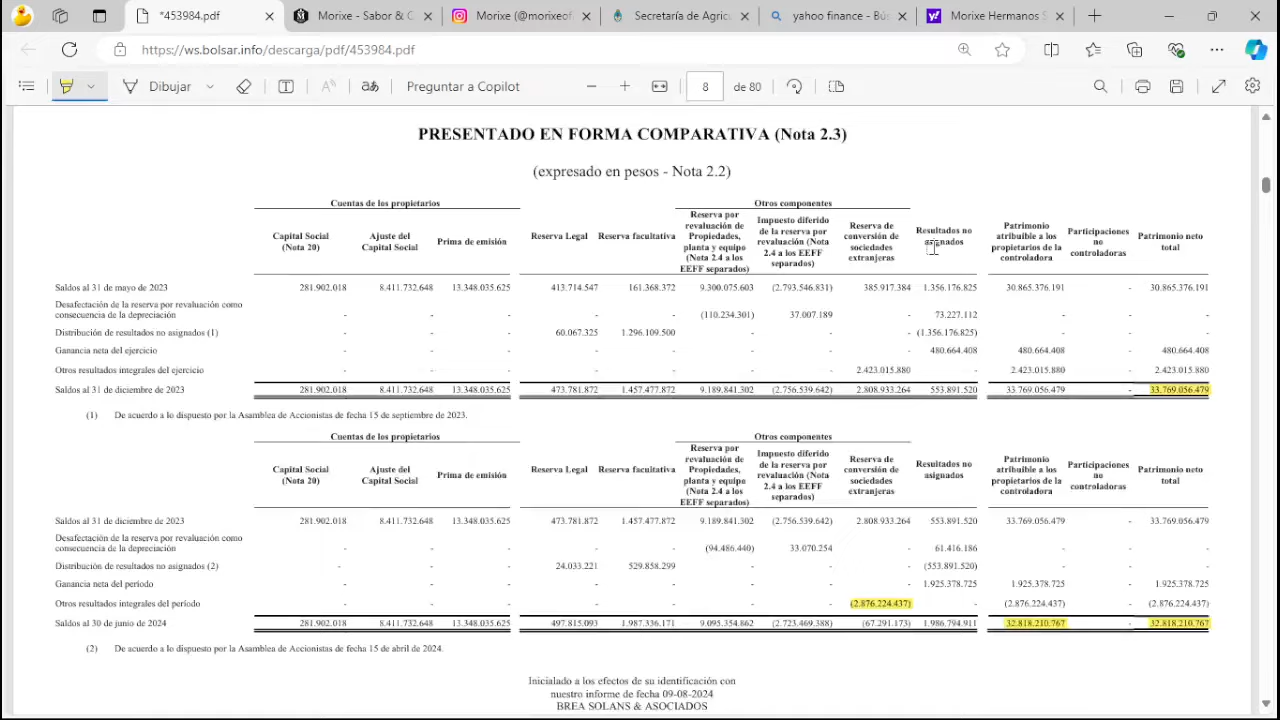 *453984.pdf
Morixe - Sabor & C
Morixe (@morixeof
Secretaría de Agricu
yahoo finance - Bús
Morixe Hermanos S
https://ws.bolsar.info/descarga/pdf/453984.pdf
Dibujar
Preguntar a Copilot
8
de 80
PRESENTADO EN FORMA COMPARATIVA (Nota 2.3)
(expresado en pesos - Nota 2.2)
Cuentas de los propietarios Otros componentes
Capital Social (Nota 20) Ajuste del Capital Social Prima de emisión Reserva Legal Reserva facultativa Reserva por revaluación de Propiedades, planta y equipo (Nota 2.4 a los EEFF separados) Impuesto diferido de la reserva por revaluación (Nota 2.4 a los EEFF separados) Reserva de conversión de sociedades extranjeras Resultados no asignados Patrimonio atribuible a los propietarios de la controladora Participaciones no controladoras Patrimonio neto total
Saldos al 31 de mayo de 2023 281.902.018 8.411.732.648 13.348.035.625 413.714.547 161.368.372 9.300.075.603 (2.793.546.831) 385.917.384 1.356.176.825 30.865.376.191 - 30.865.376.191
Desafectación de la reserva por revaluación como
consecuencia de la depreciación - - - - - (110.234.301) 37.007.189 - 73.227.112 - - -
Distribución de resultados no asignados (1) - - - 60.067.325 1.296.109.500 - - - (1.356.176.825) - - -
Ganancia neta del ejercicio - - - - - - - - 480.664.408 480.664.408 - 480.664.408
Otros resultados integrales del ejercicio - - - - - - - 2.423.015.880 - 2.423.015.880 - 2.423.015.880
Saldos al 31 de diciembre de 2023 281.902.018 8.411.732.648 13.348.035.625 473.781.872 1.457.477.872 9.189.841.302 (2.756.539.642) 2.808.933.264 553.891.520 33.769.056.479 - 33.769.056.479
(1) De acuerdo a lo dispuesto por la Asamblea de Accionistas de fecha 15 de septiembre de 2023.
Cuentas de los propietarios Otros componentes
Capital Social (Nota 20) Ajuste del Capital Social Prima de emisión Reserva Legal Reserva facultativa Reserva por revaluación de Propiedades, planta y equipo (Nota 2.4 a los EEFF separados) Impuesto diferido de la reserva por revaluación (Nota 2.4 a los EEFF separados) Reserva de conversión de sociedades extranjeras Resultados no asignados Patrimonio atribuible a los propietarios de la controladora Participaciones no controladoras Patrimonio neto total
Saldos al 31 de diciembre de 2023 281.902.018 8.411.732.648 13.348.035.625 473.781.872 1.457.477.872 9.189.841.302 (2.756.539.642) 2.808.933.264 553.891.520 33.769.056.479 - 33.769.056.479
Desafectación de la reserva por revaluación como
consecuencia de la depreciación - - - - - (94.486.440) 33.070.254 - 61.416.186 - - -
Distribución de resultados no asignados (2) - - - 24.033.221 529.858.299 - - - (553.891.520) - - -
Ganancia neta del período - - - - - - - - 1.925.378.725 1.925.378.725 - 1.925.378.725
Otros resultados integrales del período - - - - - - - (2.876.224.437) - (2.876.224.437) - (2.876.224.437)
Saldos al 30 de junio de 2024 281.902.018 8.411.732.648 13.348.035.625 497.815.093 1.987.336.171 9.095.354.862 (2.723.469.388) (67.291.173) 1.986.794.911 32.818.210.767 - 32.818.210.767
(2) De acuerdo a lo dispuesto por la Asamblea de Accionistas de fecha 15 de abril de 2024.
Inicialado a los efectos de su identificación con
nuestro informe de fecha 09-08-2024
BREA SOLANS & ASOCIADOS